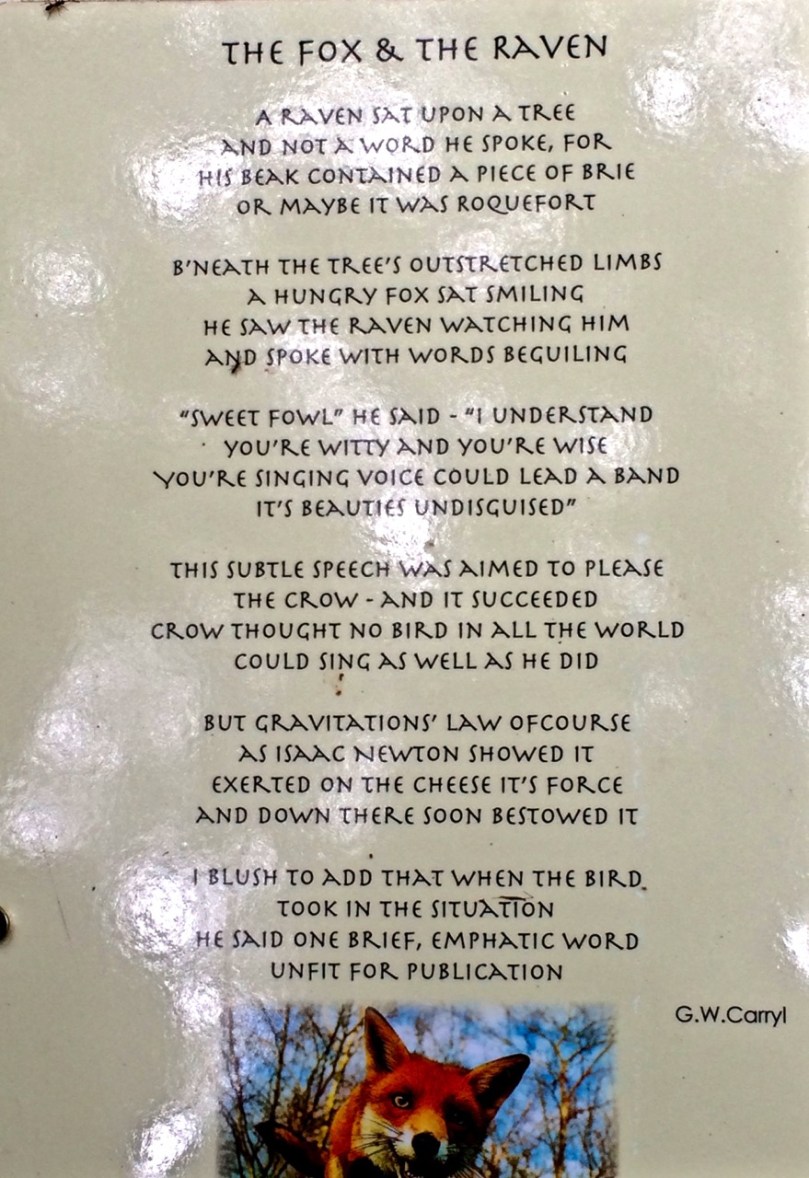 THE FOX & THE RAVEN
A RAVEN SAT UPON A TREE
AND NOT A WORD HE SPOKE, FOR
HIS BEAK CONTAINED A PIECE OF BRIE
OR MAYBE IT WAS ROQUEFORT
B'NEATH THE TREE'S OUTSTRETCHED LIMBS
A HUNGRY FOX SAT SMILING
HE SAW THE RAVEN WATCHING HIM
AND SPOKE WITH WORDS BEGUILING
"SWEET FOWL" HE SAID - "I UNDERSTAND
YOU'RE WITTY AND YOU'RE WISE
YOU'RE SINGING VOICE COULD LEAD A BAND
IT'S BEAUTIES UNDISGUISED"
THIS SUBTLE SPEECH WAS AIMED TO PLEASE
THE CROW - AND IT SUCCEEDED
CROW THOUGHT NO BIRD IN ALL THE WORLD
COULD SING AS WELL AS HE DID
BUT GRAVITATIONS' LAW OFCOURSE
AS ISAAC NEWTON SHOWED IT
EXERTED ON THE CHEESE IT'S FORCE
AND DOWN THERE SOON BESTOWED IT
I BLUSH TO ADD THAT WHEN THE BIRD
TOOK IN THE SITUATION
HE SAID ONE BRIEF, EMPHATIC WORD
UNFIT FOR PUBLICATION
G.W.Carryl